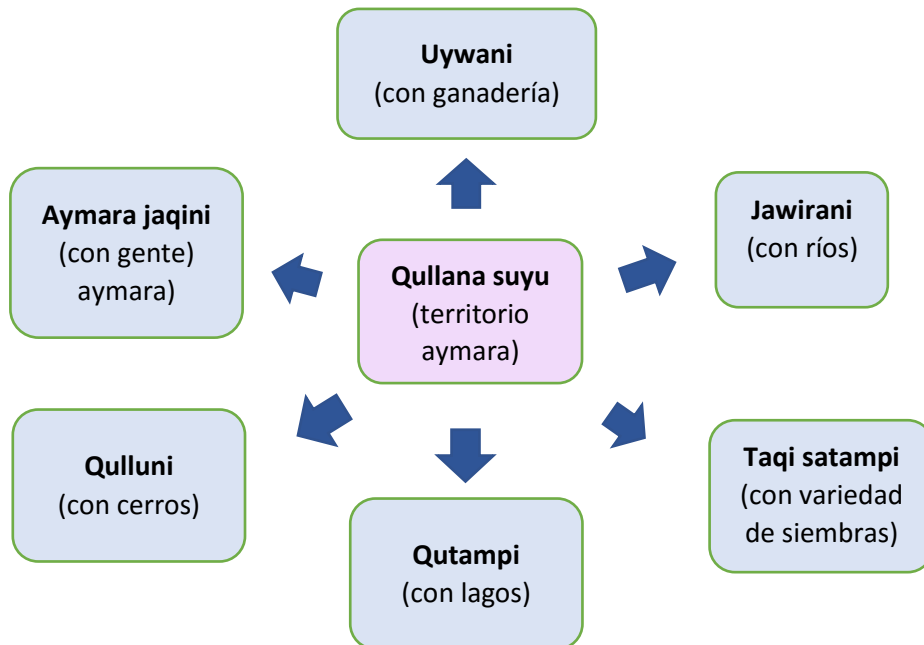 Uywani
(con ganadería)
Aymara jaqini
(con gente)
aymara)
Jawirani
(con ríos)
Qullana suyu
(territorio
aymara)
Qulluni
(con cerros)
Taqi satampi
(con variedad
de siembras)
Qutampi
(con lagos)